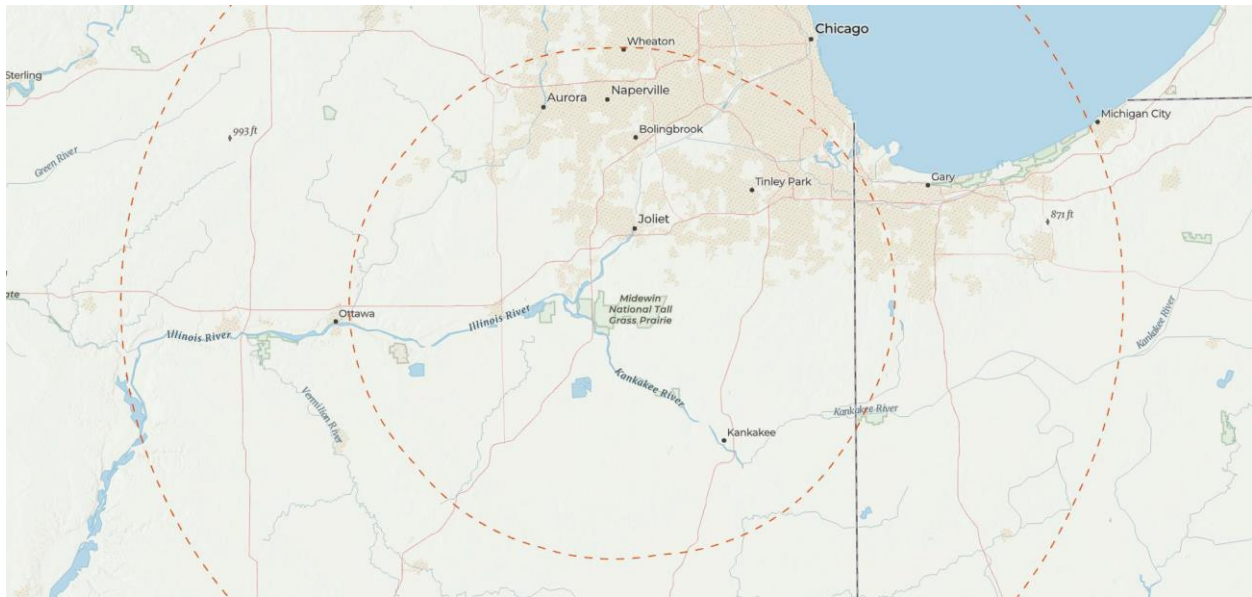 Chicago
Wheaton
Sterling
Aurora
Naperville
Michigan City
993 ft
Bolingbrook
Green River
Tinley Park
Gary
Joliet
871 ft
Midewin
National Tall
Grass Prairie
Ottawa
Illinois River
Illinois River
Kankakee River
Kankakee River
Vermilion River
Kankakee River
Kankakee